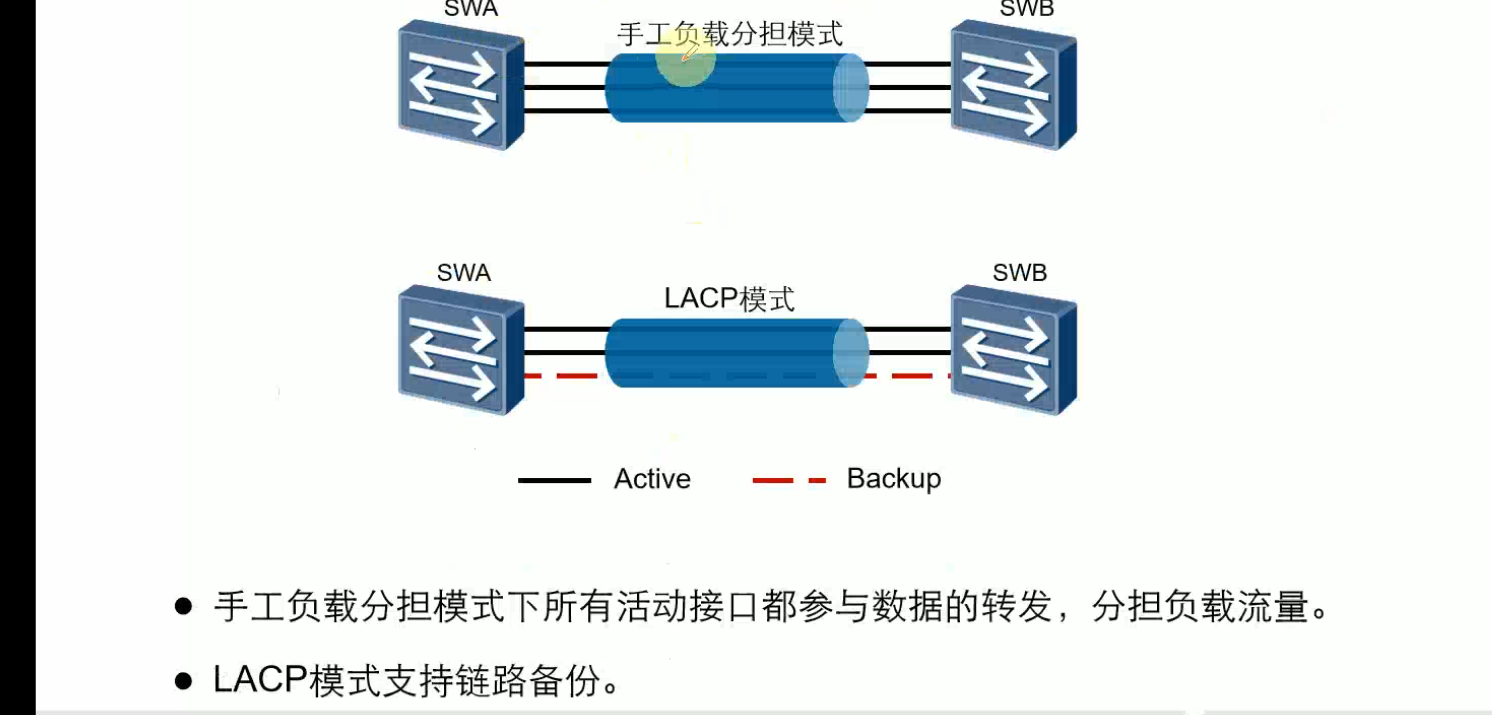 SWA SWB
手工负载分担模式
SWA SWB
LACP模式
Active Backup
● 手工负载分担模式下所有活动接口都参与数据的转发，分担负载流量。
● LACP模式支持链路备份。